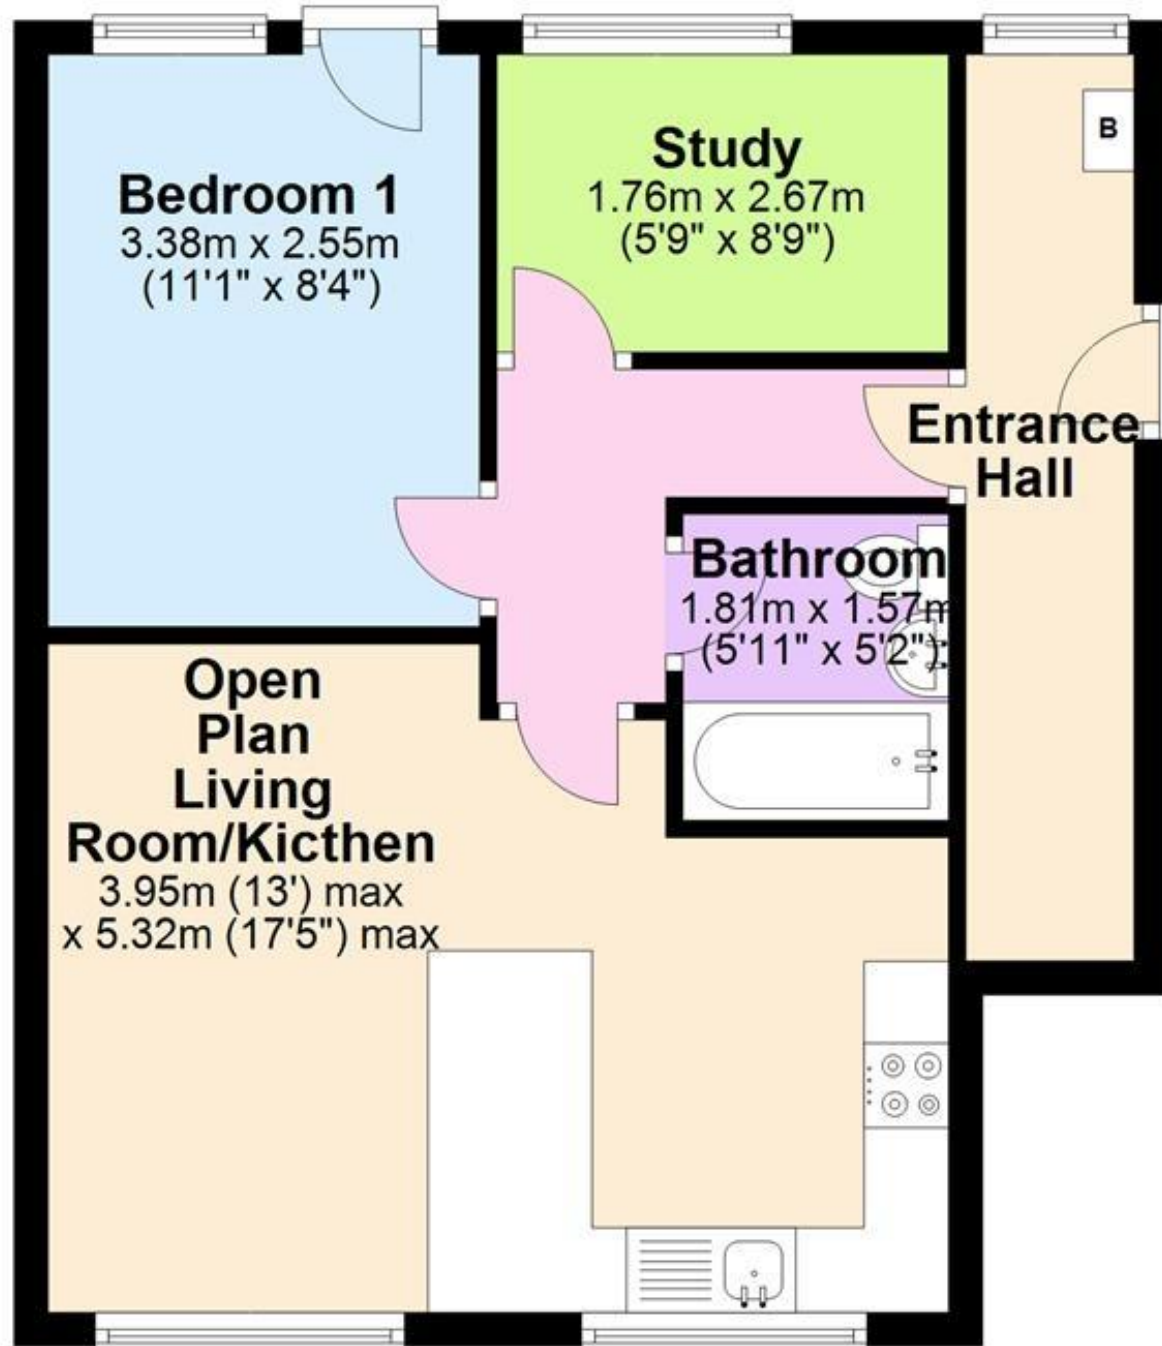 Bedroom 1
3.38m x 2.55m
(11'1" x 8'4")
Study
1.76m x 2.67m
(5'9" x 8'9")
B
Entrance
Hall
Bathroom
1.81m x 1.57m
(5'11" x 5'2")
Open
Plan
Living
Room/Kicthen
3.95m (13') max
x 5.32m (17'5") max